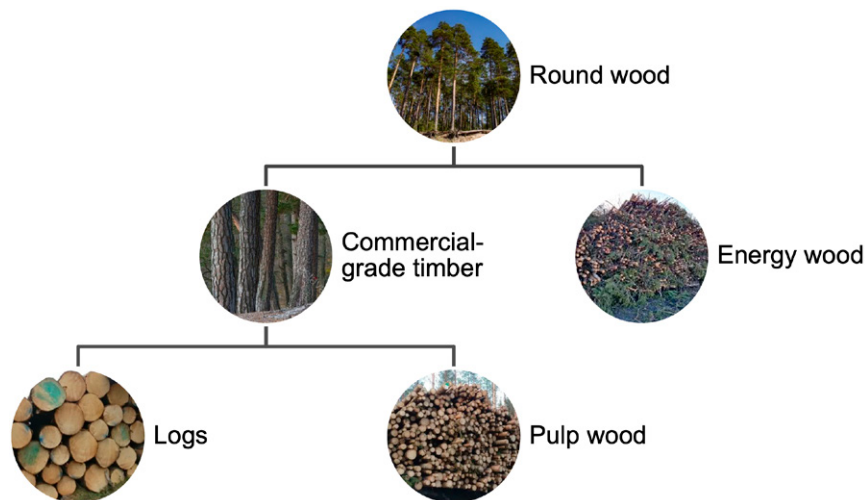 Round wood
Commercial-
grade timber
Energy wood
Logs
Pulp wood